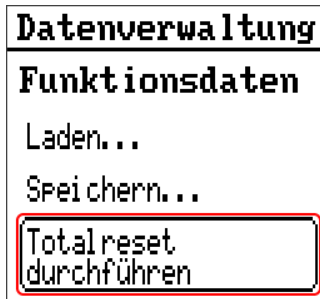 Datenverwaltung
Funktionsdaten
Laden...
Speichern...
Totalreset
durchführen